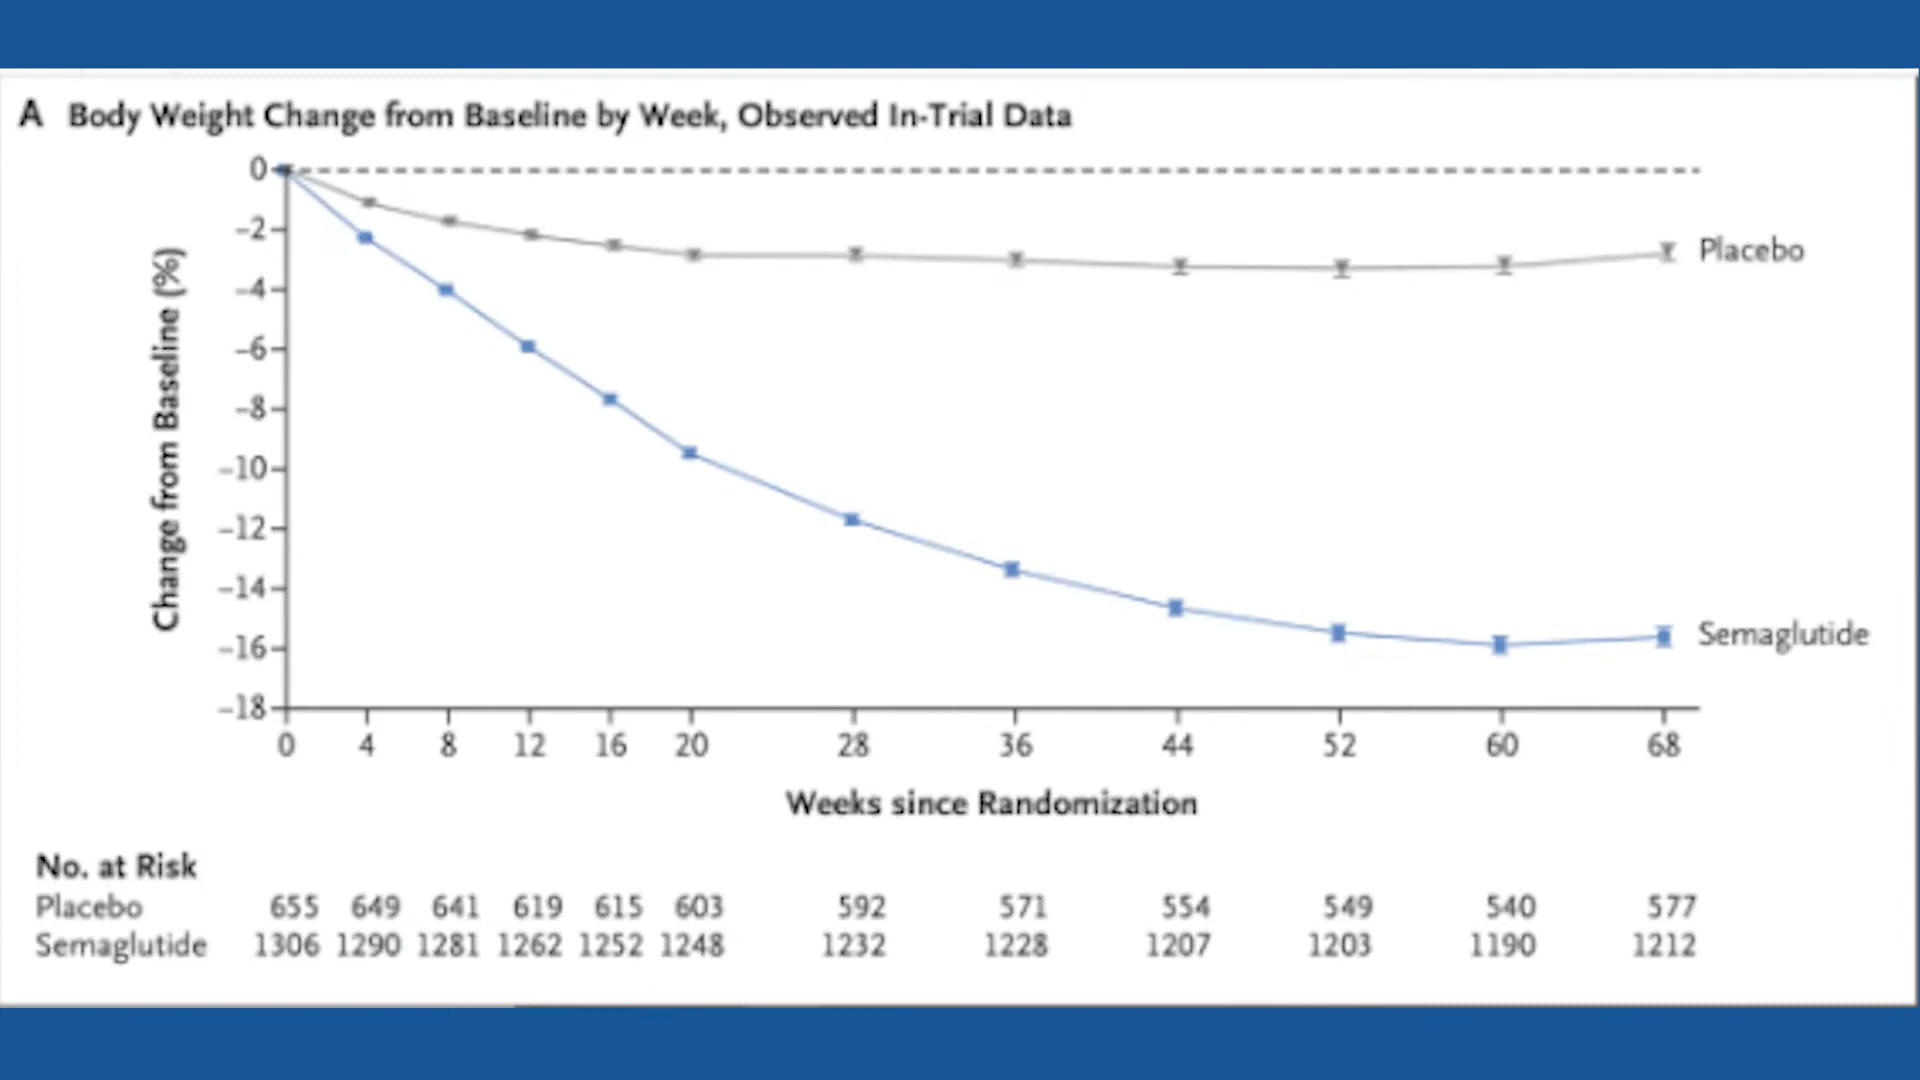 A Body Weight Change from Baseline by Week, Observed In-Trial Data
Change from Baseline (%)
0
–2
–4
–6
–8
–10
–12
–14
–16
–18
Placebo
Semaglutide
0 4 8 12 16 20 28 36 44 52 60 68
Weeks since Randomization
No. at Risk
Placebo 655 649 641 619 615 603 592 571 554 549 540 577
Semaglutide 1306 1290 1281 1262 1252 1248 1232 1228 1207 1203 1190 1212